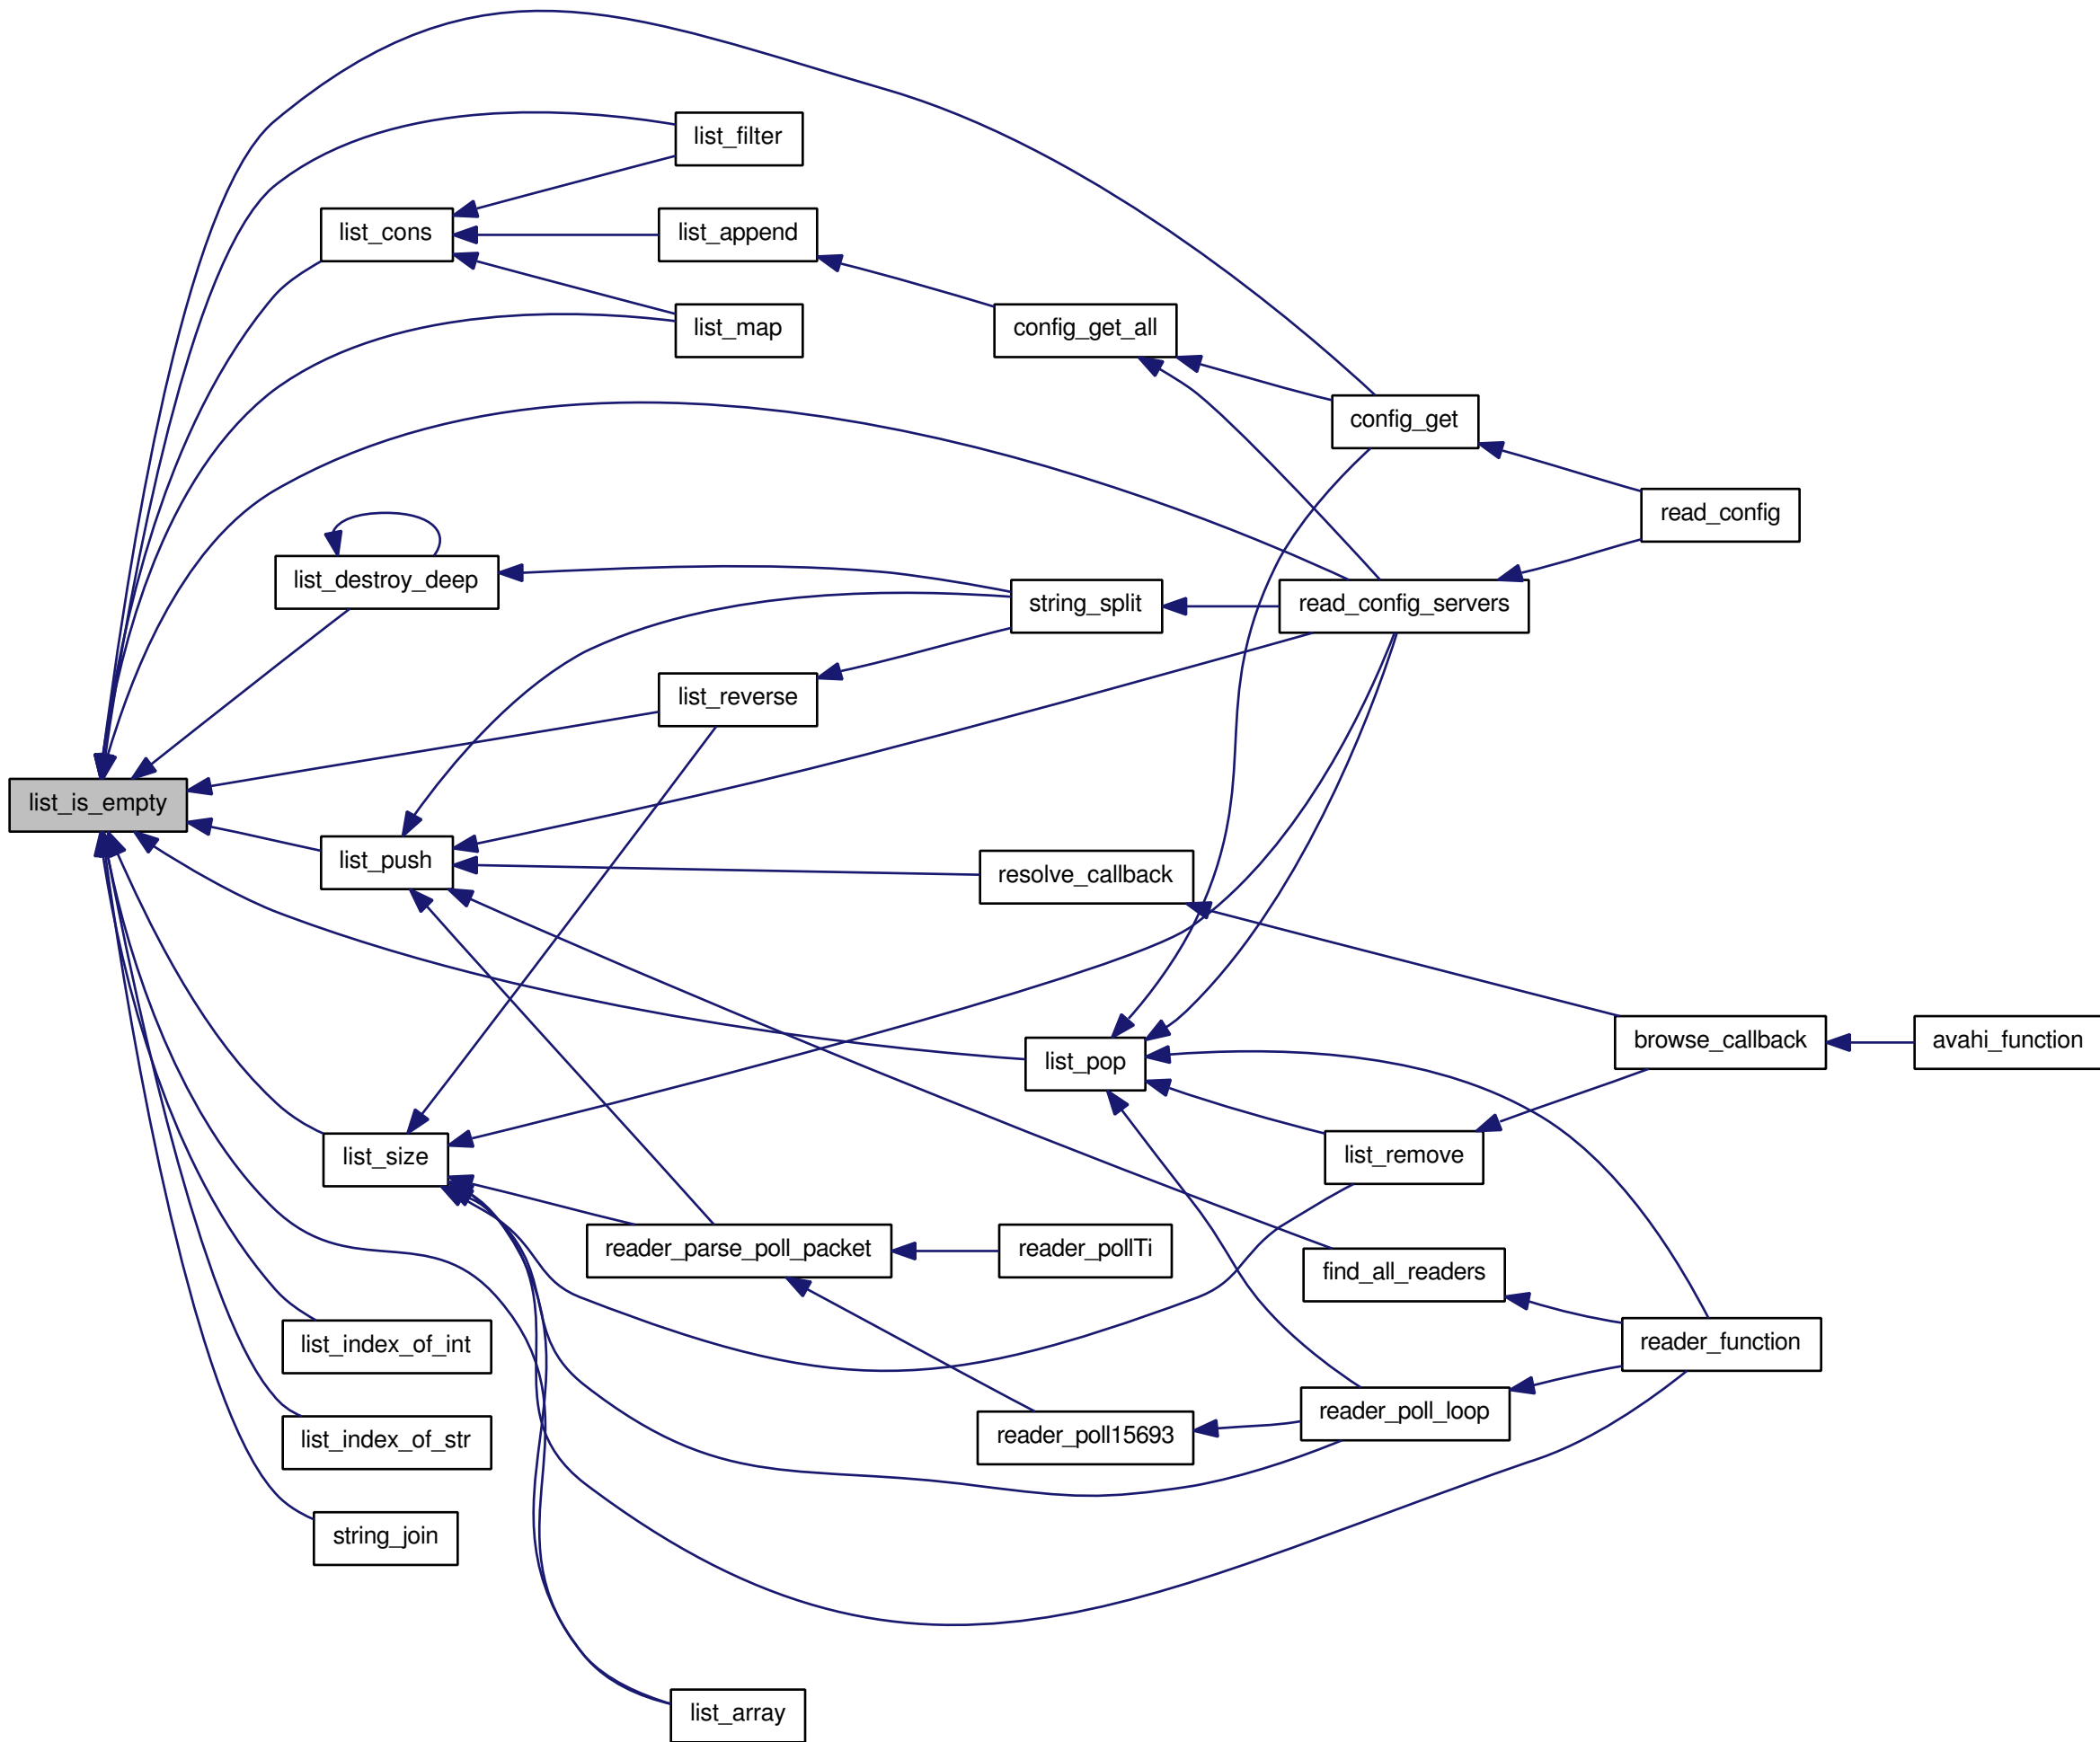 list_filter
list_cons
list_append
list_map
config_get_all
config_get
read_config
list_destroy_deep
string_split
read_config_servers
list_reverse
list_is_empty
list_push
resolve_callback
browse_callback
avahi_function
list_pop
list_size
list_remove
reader_parse_poll_packet
reader_pollTi
find_all_readers
list_index_of_int
reader_function
reader_poll_loop
list_index_of_str
reader_poll15693
string_join
list_array